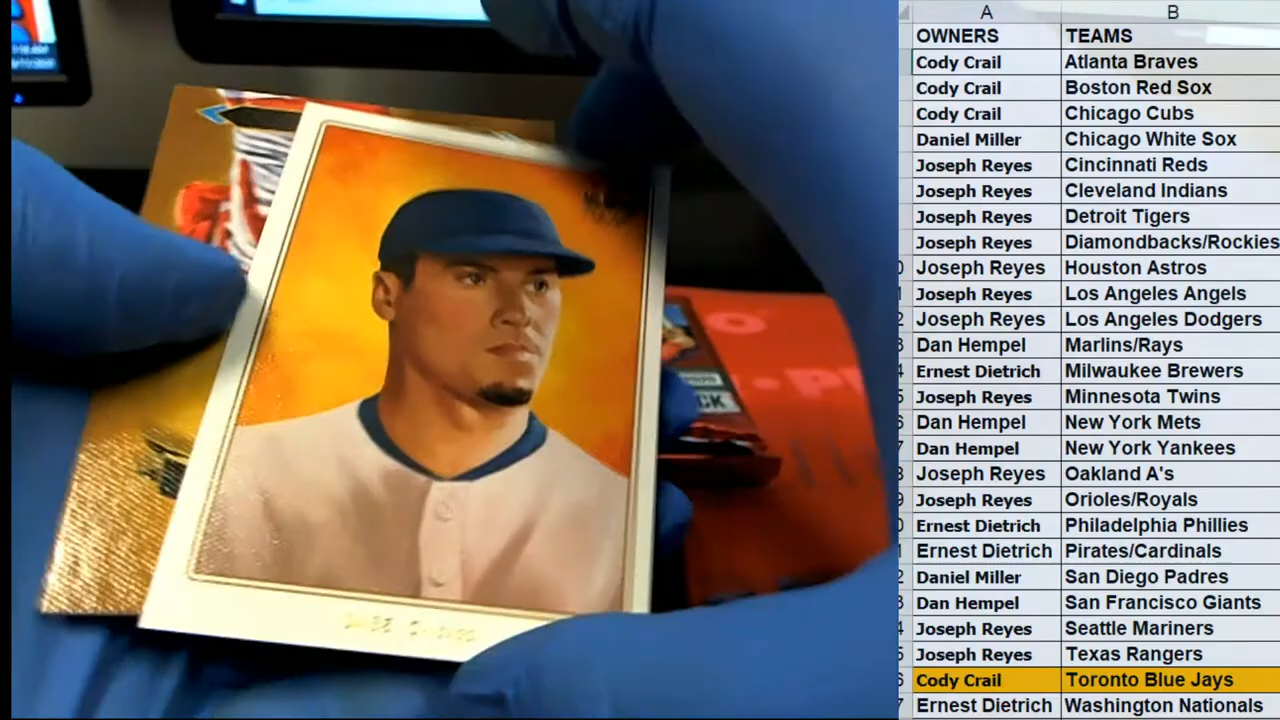 A B
OWNERS TEAMS
Cody Crail Atlanta Braves
Cody Crail Boston Red Sox
Cody Crail Chicago Cubs
Daniel Miller Chicago White Sox
Joseph Reyes Cincinnati Reds
Joseph Reyes Cleveland Indians
Joseph Reyes Detroit Tigers
Joseph Reyes Diamondbacks/Rockies
Joseph Reyes Houston Astros
Joseph Reyes Los Angeles Angels
Joseph Reyes Los Angeles Dodgers
Dan Hempel Marlins/Rays
Ernest Dietrich Milwaukee Brewers
Joseph Reyes Minnesota Twins
Dan Hempel New York Mets
Dan Hempel New York Yankees
Joseph Reyes Oakland A's
Joseph Reyes Orioles/Royals
Ernest Dietrich Philadelphia Phillies
Ernest Dietrich Pirates/Cardinals
Daniel Miller San Diego Padres
Dan Hempel San Francisco Giants
Joseph Reyes Seattle Mariners
Joseph Reyes Texas Rangers
Cody Crail Toronto Blue Jays
Ernest Dietrich Washington Nationals